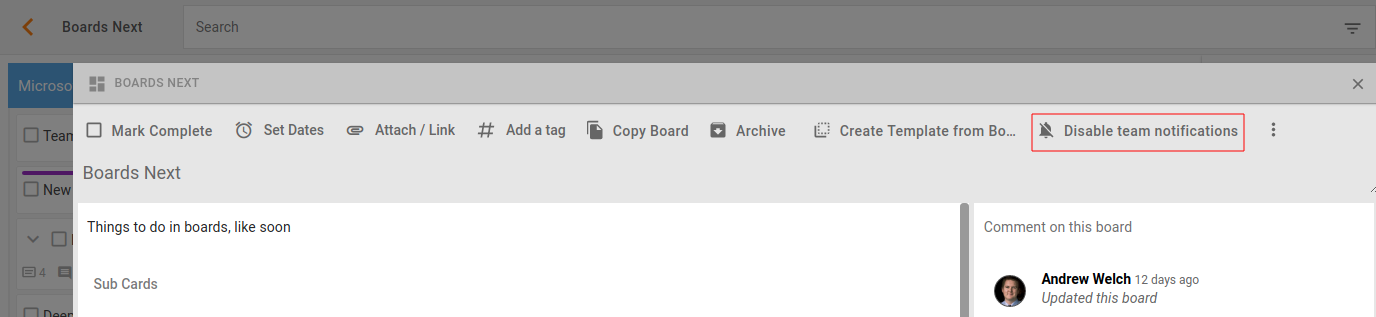 Boards Next
Search
Microso
BOARDS NEXT
Mark Complete
Set Dates
Attach / Link
Add a tag
Copy Board
Archive
Create Template from Bo...
Disable team notifications
Boards Next
Team
New
4
Things to do in boards, like soon
Sub Cards
Comment on this board
Andrew Welch 12 days ago
Updated this board